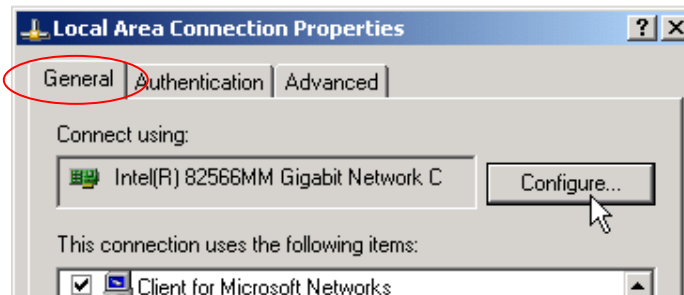 Local Area Connection Properties
General Authentication Advanced
Connect using:
Intel(R) 82566MM Gigabit Network C
Configure...
This connection uses the following items:
Client for Microsoft Networks